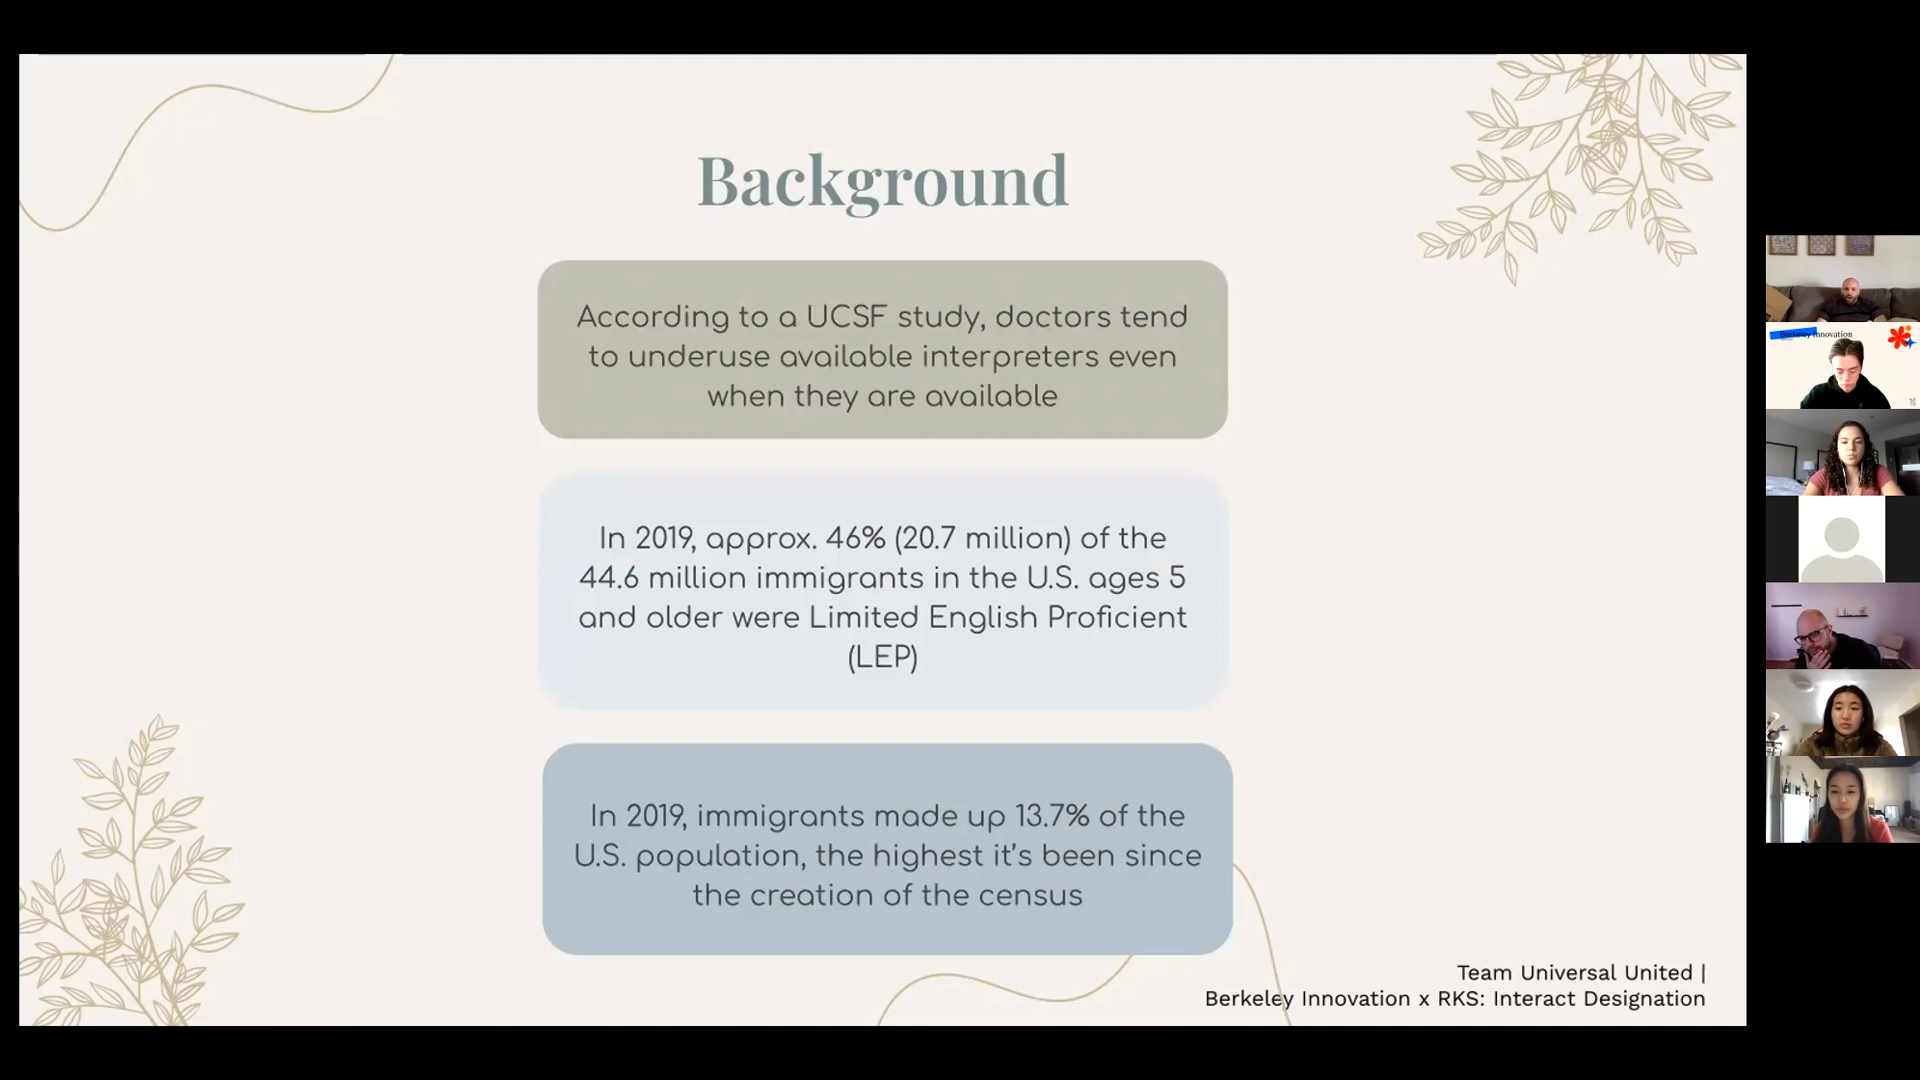 Background
According to a UCSF study, doctors tend
to underuse available interpreters even
when they are available
In 2019, approx. 46% (20.7 million) of the
44.6 million immigrants in the U.S. ages 5
and older were Limited English Proficient
(LEP)
In 2019, immigrants made up 13.7% of the
U.S. population, the highest it's been since
the creation of the census
Team Universal United |
Berkeley Innovation x RKS: Interact Designation
Berkeley Innovation